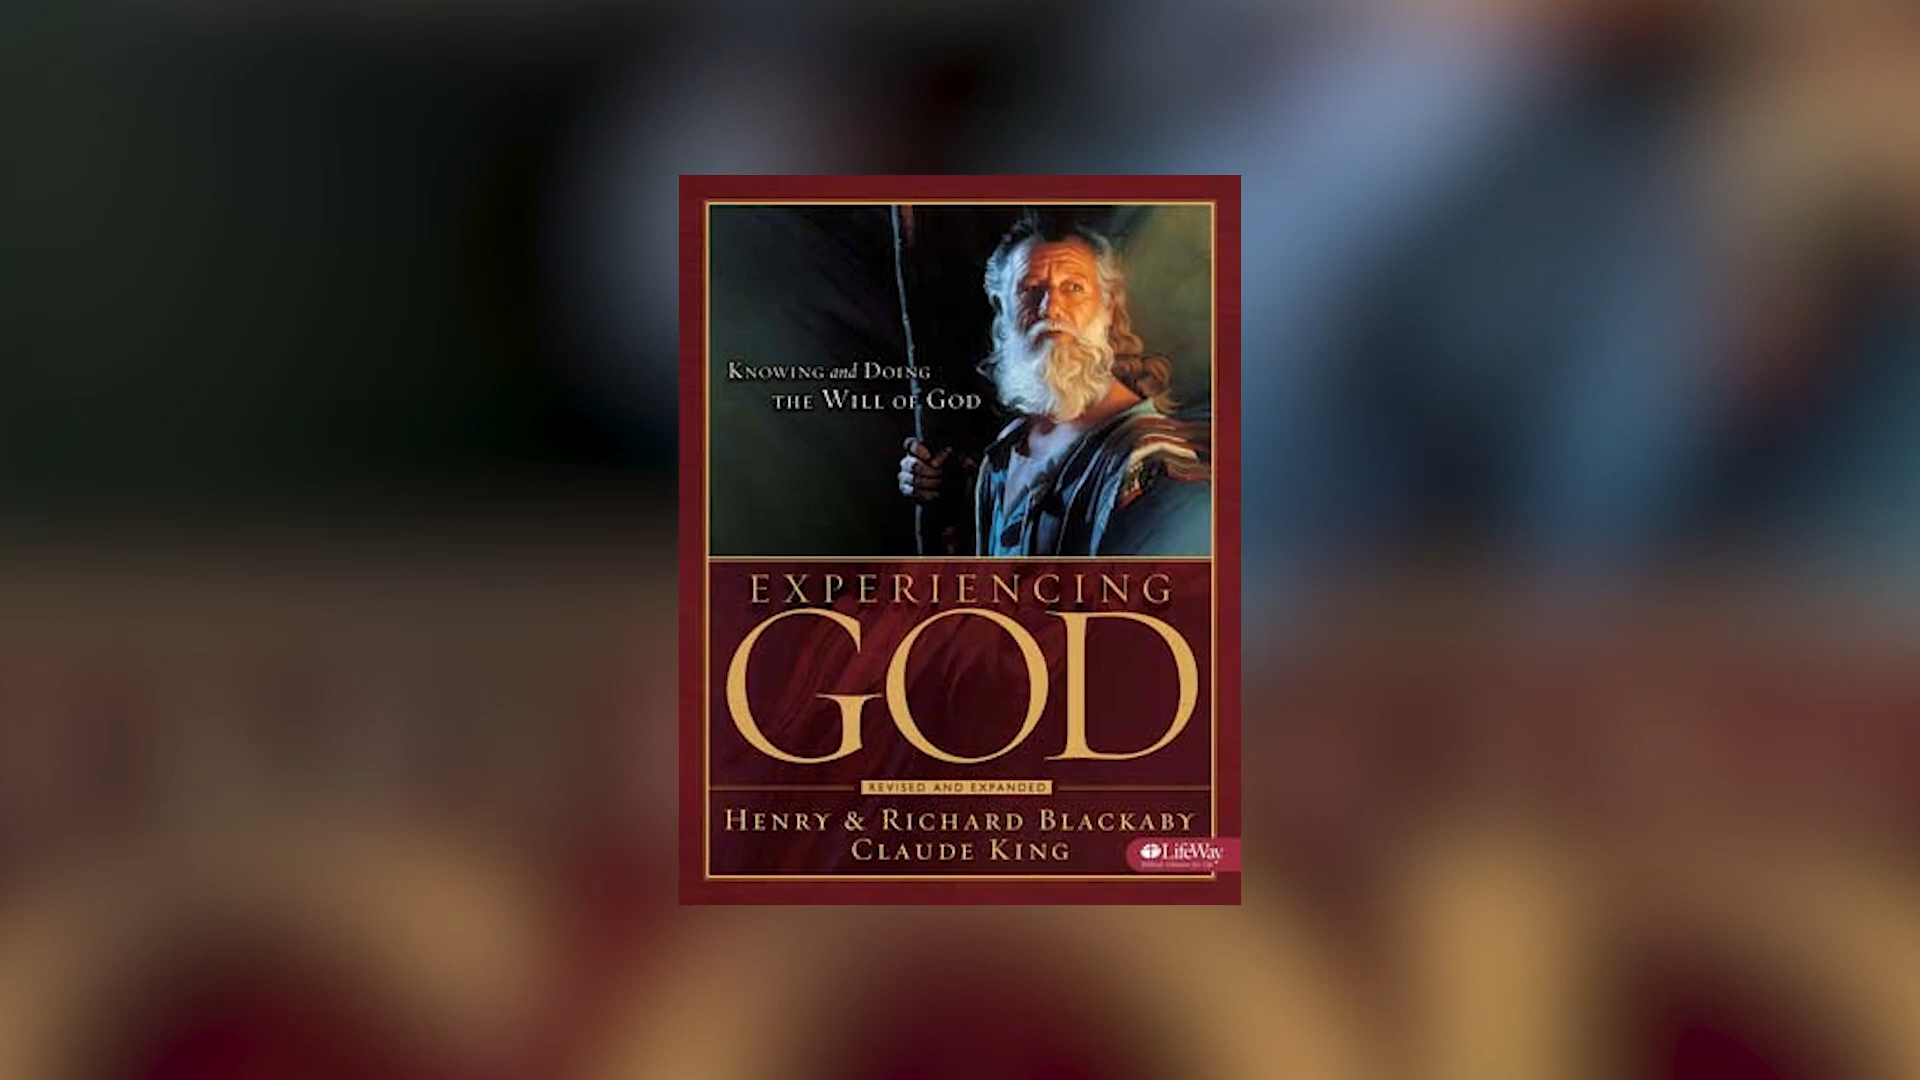 KNOWING and DOING
THE WILL OF GOD
EXPERIENCING
GOD
REVISED AND EXPANDED
HENRY & RICHARD BLACKABY
CLAUDE KING
LifeWay